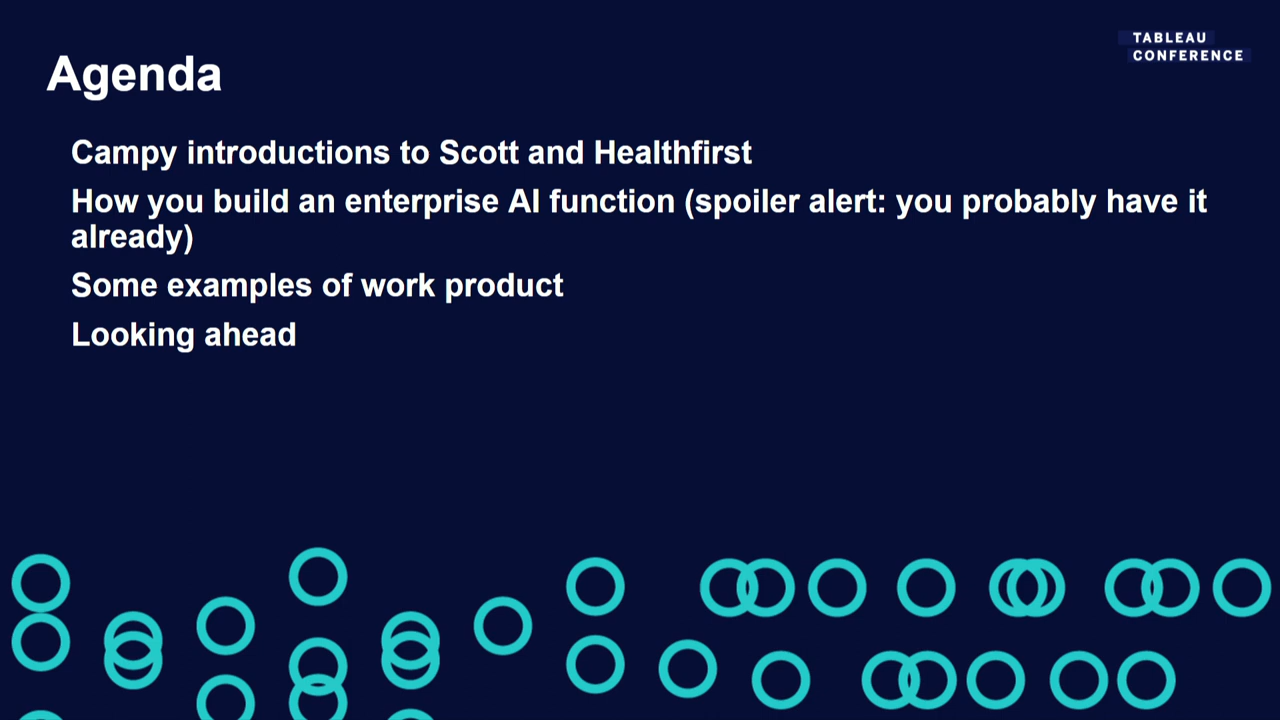 TABLEAU
CONFERENCE
Agenda
Campy introductions to Scott and Healthfirst
How you build an enterprise AI function (spoiler alert: you probably have it
already)
Some examples of work product
Looking ahead